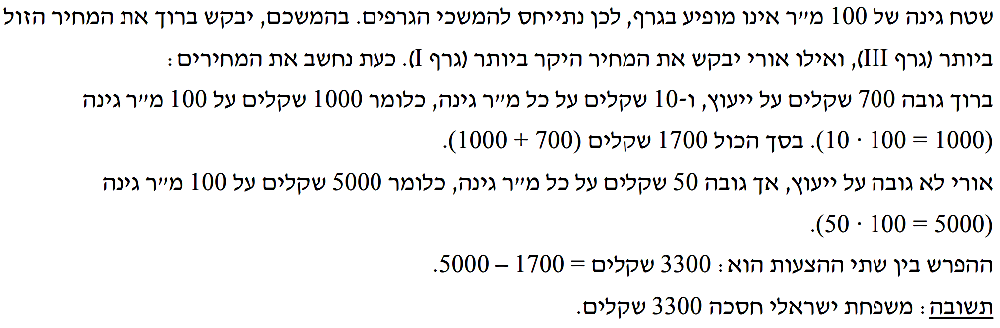 שטח גינה של 100 מ״ר אינו מופיע בגרף, לכן נתייחס להמשכי הגרפים. בהמשכם, יבקש ברוך את המחיר הזול
ביותר (גרף III), ואילו אורי יבקש את המחיר היקר ביותר (גרף I). כעת נחשב את המחירים:
ברוך גובה 700 שקלים על ייעוץ, ו-10 שקלים על כל מ״ר גינה, כלומר 1000 שקלים על 100 מ״ר גינה
(10 · 100 = 1000). בסך הכול 1700 שקלים (1000 + 700).
אורי לא גובה על ייעוץ, אך גובה 50 שקלים על כל מ״ר גינה, כלומר 5000 שקלים על 100 מ״ר גינה
(50 · 100 = 5000).
ההפרש בין שתי ההצעות הוא: 3300 שקלים = 1700 – 5000.
תשובה: משפחת ישראלי חסכה 3300 שקלים.